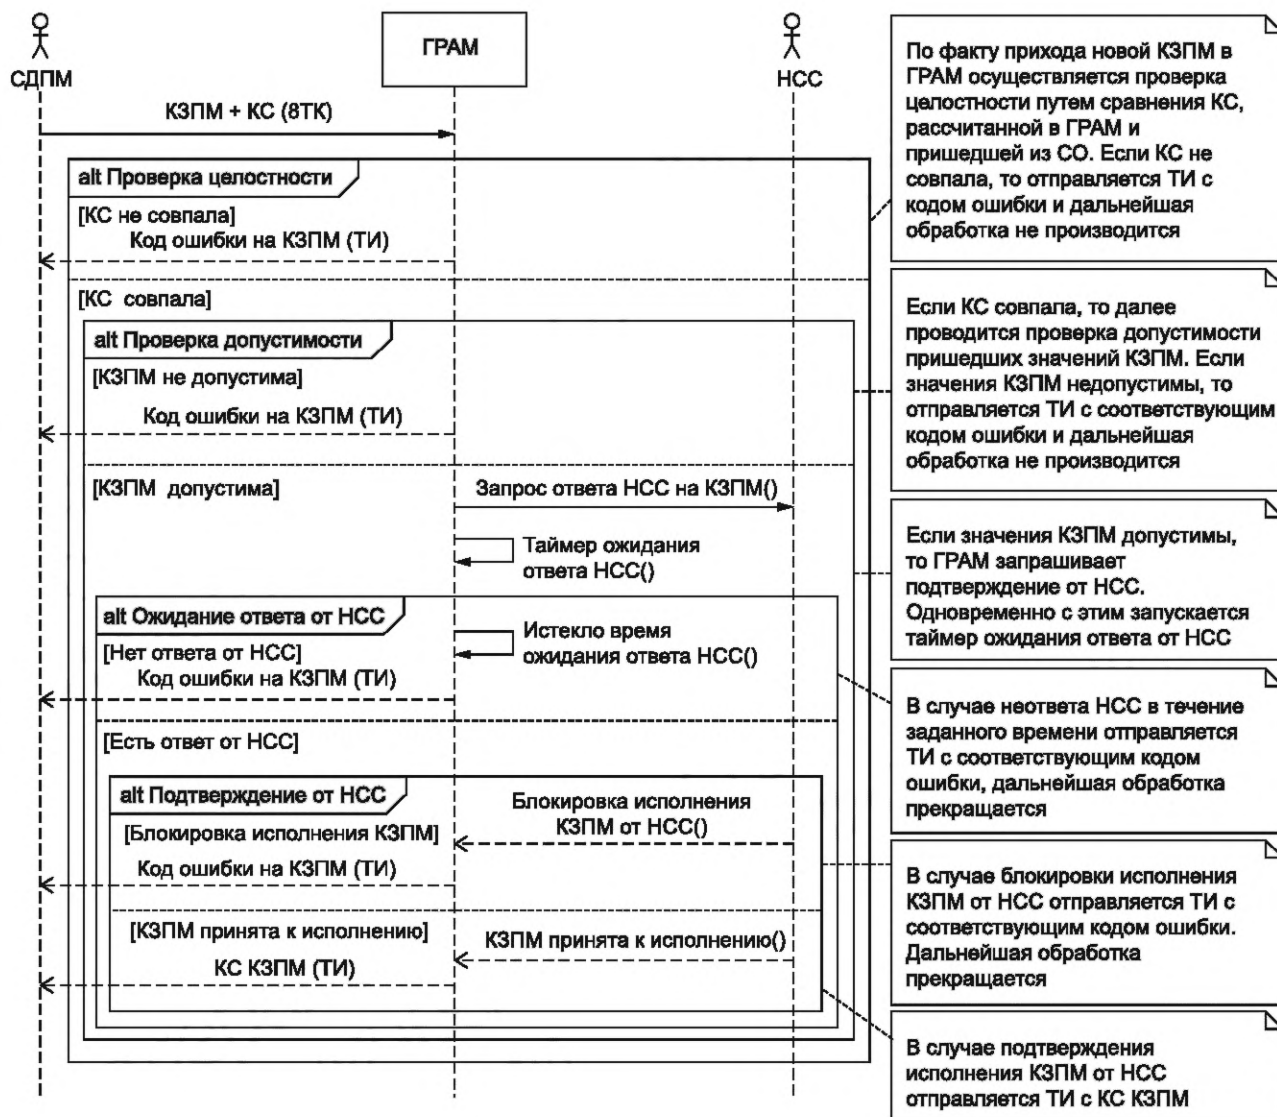 СДПМ
ГРАМ
НСС
КЗПМ + КС (8ТК)
alt Проверка целостности
[КС не совпала]
Код ошибки на КЗПМ (ТИ)
[КС совпала]
alt Проверка допустимости
[КЗПМ не допустима]
Код ошибки на КЗПМ (ТИ)
[КЗПМ допустима]
Запрос ответа НСС на КЗПМ()
Таймер ожидания
ответа НСС()
alt Ожидание ответа от НСС
Истекло время
ожидания ответа НСС()
[Нет ответа от НСС]
Код ошибки на КЗПМ (ТИ)
[Есть ответ от НСС]
alt Подтверждение от НСС
Блокировка исполнения
КЗПМ от НСС()
[Блокировка исполнения КЗПМ]
Код ошибки на КЗПМ (ТИ)
[КЗПМ принята к исполнению]
КЗПМ принята к исполнению()
КС КЗПМ (ТИ)
По факту прихода новой КЗПМ в
ГРАМ осуществляется проверка
целостности путем сравнения КС,
рассчитанной в ГРАМ и
пришедшей из СО. Если КС не
совпала, то отправляется ТИ с
кодом ошибки и дальнейшая
обработка не производится
Если КС совпала, то далее
проводится проверка допустимости
пришедших значений КЗПМ. Если
значения КЗПМ недопустимы, то
отправляется ТИ с соответствующим
кодом ошибки и дальнейшая
обработка не производится
Если значения КЗПМ допустимы,
то ГРАМ запрашивает
подтверждение от НСС.
Одновременно с этим запускается
таймер ожидания ответа от НСС
В случае неответа НСС в течение
заданного времени отправляется
ТИ с соответствующим кодом
ошибки, дальнейшая обработка
прекращается
В случае блокировки исполнения
КЗПМ от НСС отправляется ТИ с
соответствующим кодом ошибки.
Дальнейшая обработка
прекращается
В случае подтверждения
исполнения КЗПМ от НСС
отправляется ТИ с КС КЗПМ